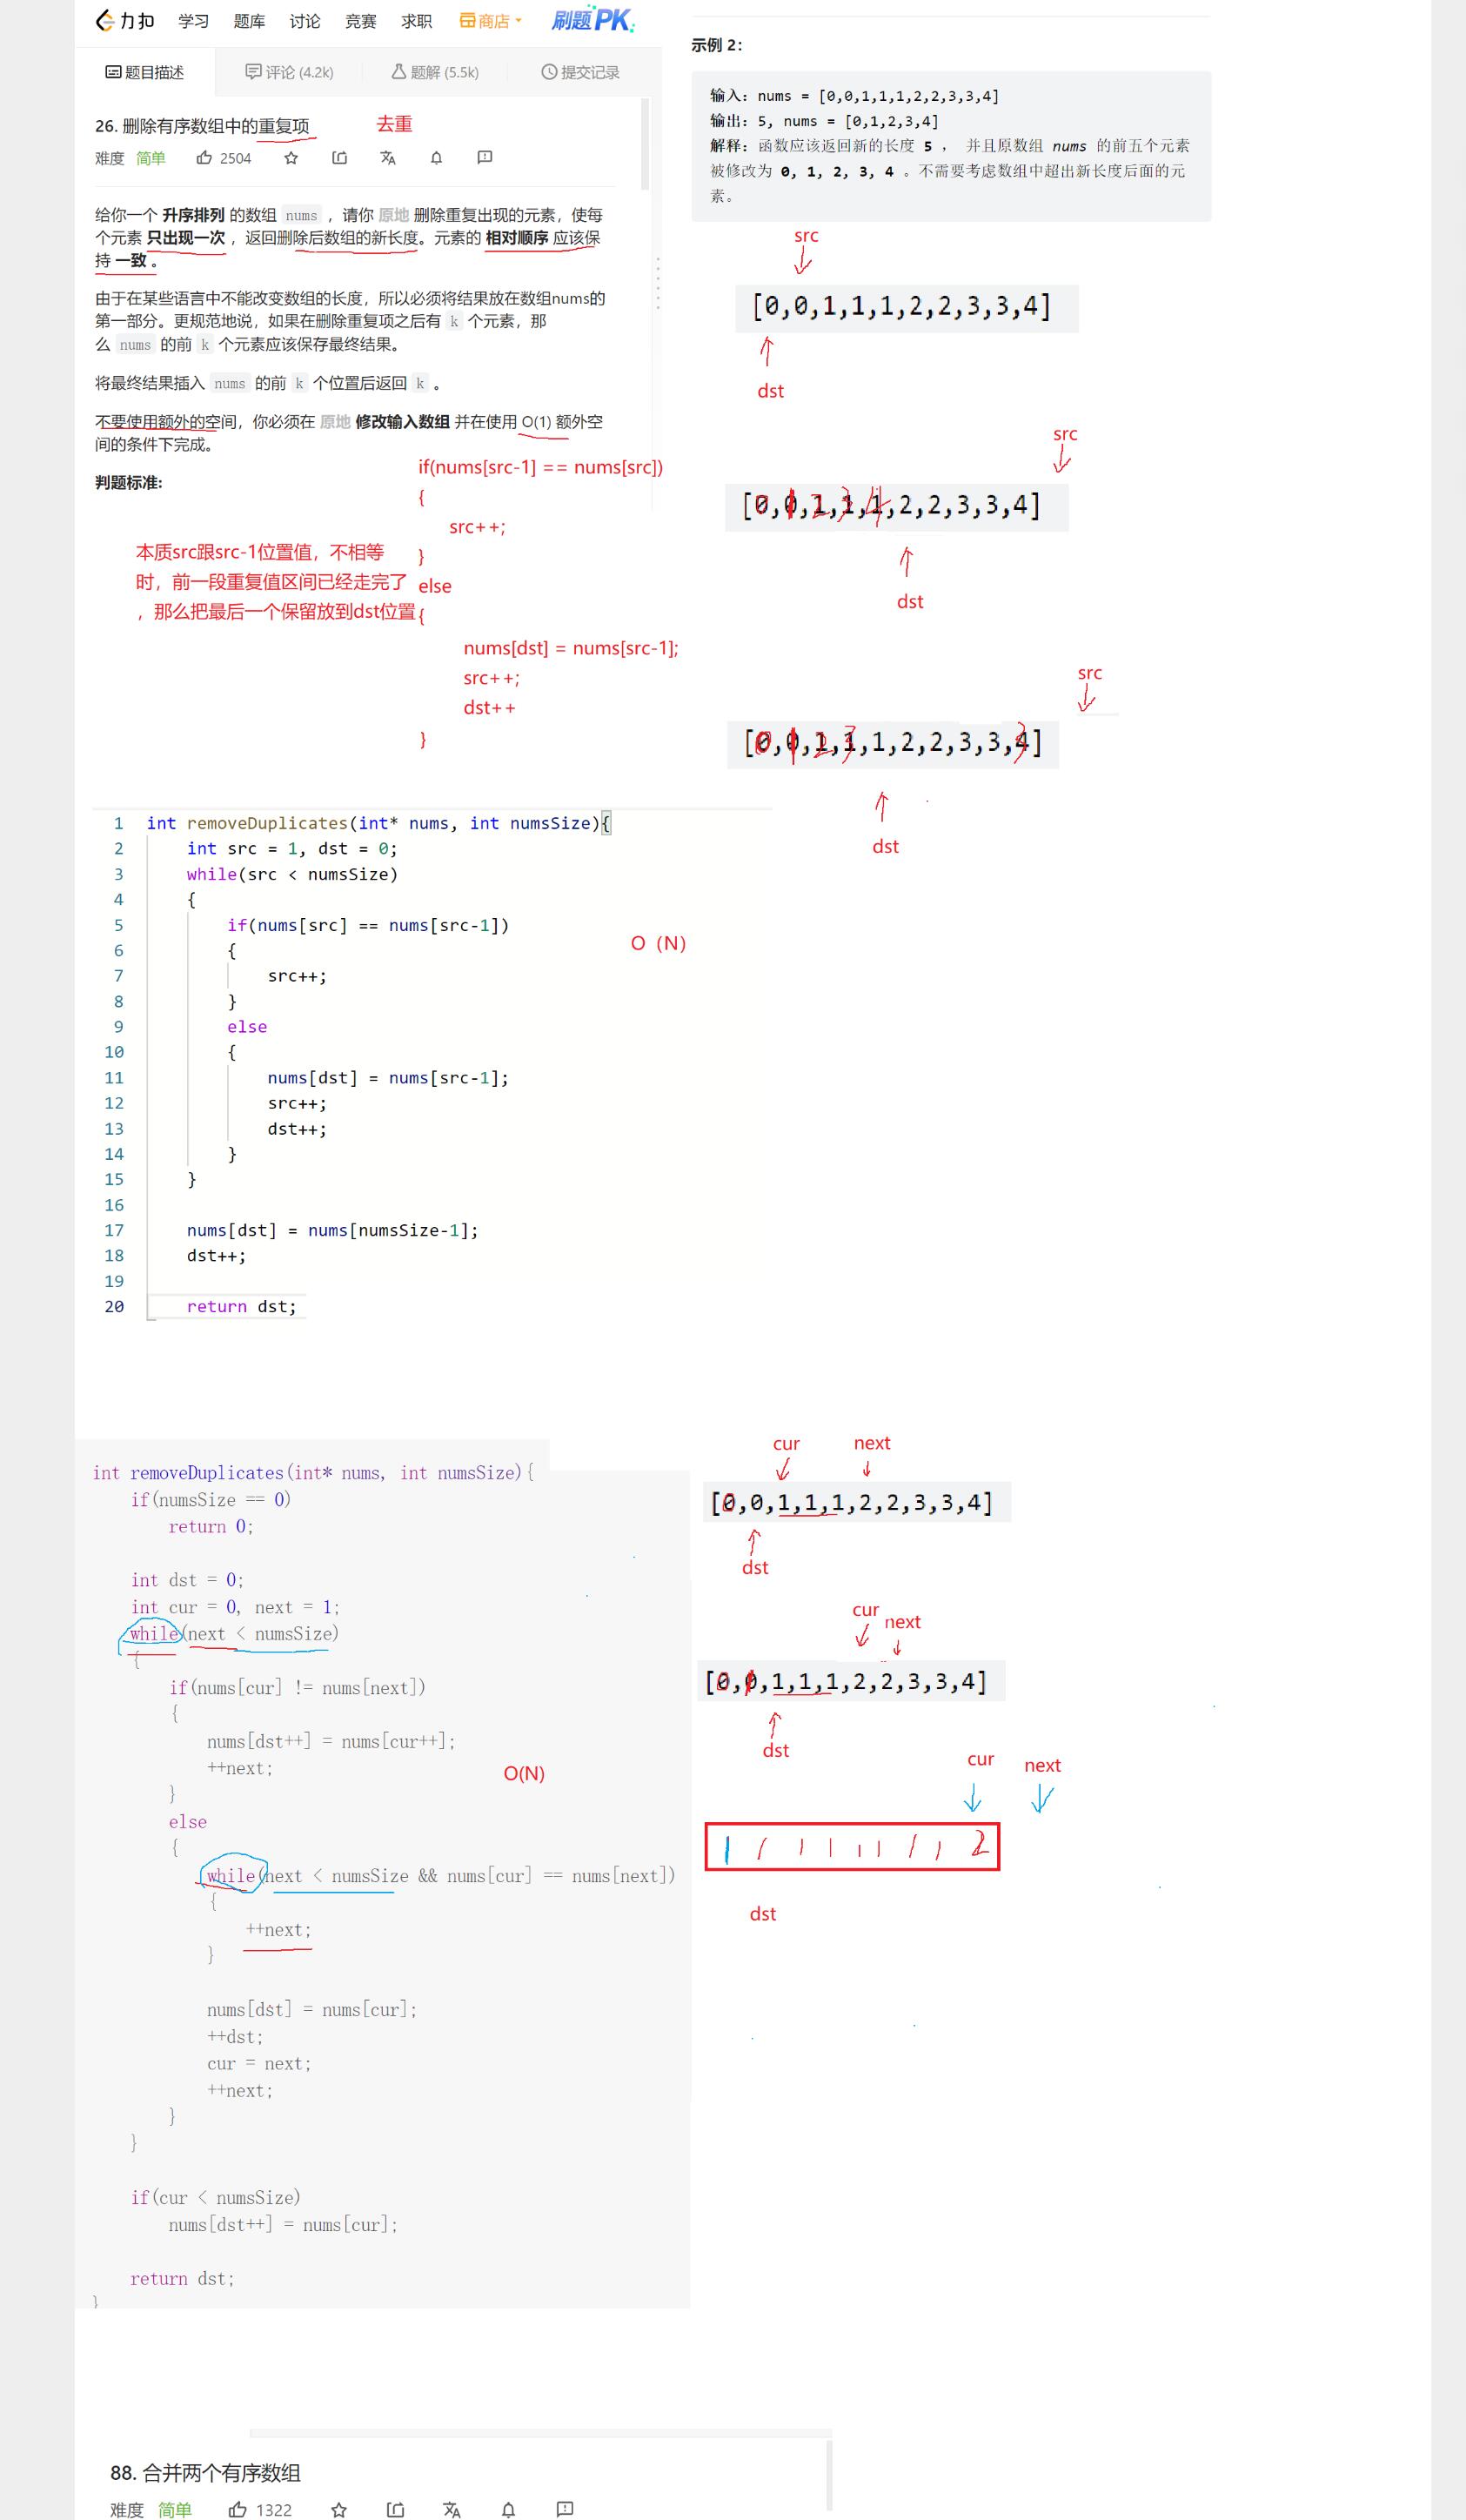 力扣 学习 题库 讨论 竞赛 求职 商店 刷题PK
题目描述 评论 (4.2k) 题解 (5.5k) 提交记录
26. 删除有序数组中的重复项 去重
难度 简单 2504
给你一个 升序排列 的数组 nums ，请你 原地 删除重复出现的元素，使每
个元素 只出现一次 ，返回删除后数组的新长度。元素的 相对顺序 应该保
持 一致 。
由于在某些语言中不能改变数组的长度，所以必须将结果放在数组nums的
第一部分。更规范地说，如果在删除重复项之后有 k 个元素，那
么 nums 的前 k 个元素应该保存最终结果。
将最终结果插入 nums 的前 k 个位置后返回 k 。
不要使用额外的空间，你必须在 原地 修改输入数组 并在使用 O(1) 额外空
间的条件下完成。
判题标准:
if(nums[src-1] == nums[src])
{
src++;
}
else
{
nums[dst] = nums[src-1];
src++;
dst++
}
本质src跟src-1位置值，不相等
时，前一段重复值区间已经走完了
，那么把最后一个保留放到dst位置
示例 2：
输入：nums = [0,0,1,1,1,2,2,3,3,4]
输出：5, nums = [0,1,2,3,4]
解释：函数应该返回新的长度 5 ， 并且原数组 nums 的前五个元素
被修改为 0, 1, 2, 3, 4 。不需要考虑数组中超出新长度后面的元
素。
src
[0,0,1,1,1,2,2,3,3,4]
dst
src
[0,0,1,1,1,2,2,3,3,4]
0 1 2 3 4
dst
src
[0,0,1,1,1,2,2,3,3,4]
0 1 2 3 3
dst
1 int removeDuplicates(int* nums, int numsSize){
2 int src = 1, dst = 0;
3 while(src < numsSize)
4 {
5 if(nums[src] == nums[src-1])
6 {
7 src++;
8 }
9 else
10 {
11 nums[dst] = nums[src-1];
12 src++;
13 dst++;
14 }
15 }
16
17 nums[dst] = nums[numsSize-1];
18 dst++;
19
20 return dst;
O（N）
int removeDuplicates(int* nums, int numsSize){
if(numsSize == 0)
return 0;
int dst = 0;
int cur = 0, next = 1;
while(next < numsSize)
{
if(nums[cur] != nums[next])
{
nums[dst++] = nums[cur++];
++next;
}
else
{
while(next < numsSize && nums[cur] == nums[next])
{
++next;
}
nums[dst] = nums[cur];
++dst;
cur = next;
++next;
}
}
if(cur < numsSize)
nums[dst++] = nums[cur];
return dst;
}
O(N)
cur next
[0,0,1,1,1,2,2,3,3,4]
dst
cur next
[0,0,1,1,1,2,2,3,3,4]
dst
cur next
1 1 1 1 1 1 1 1 2
dst
88. 合并两个有序数组
难度 简单 1322